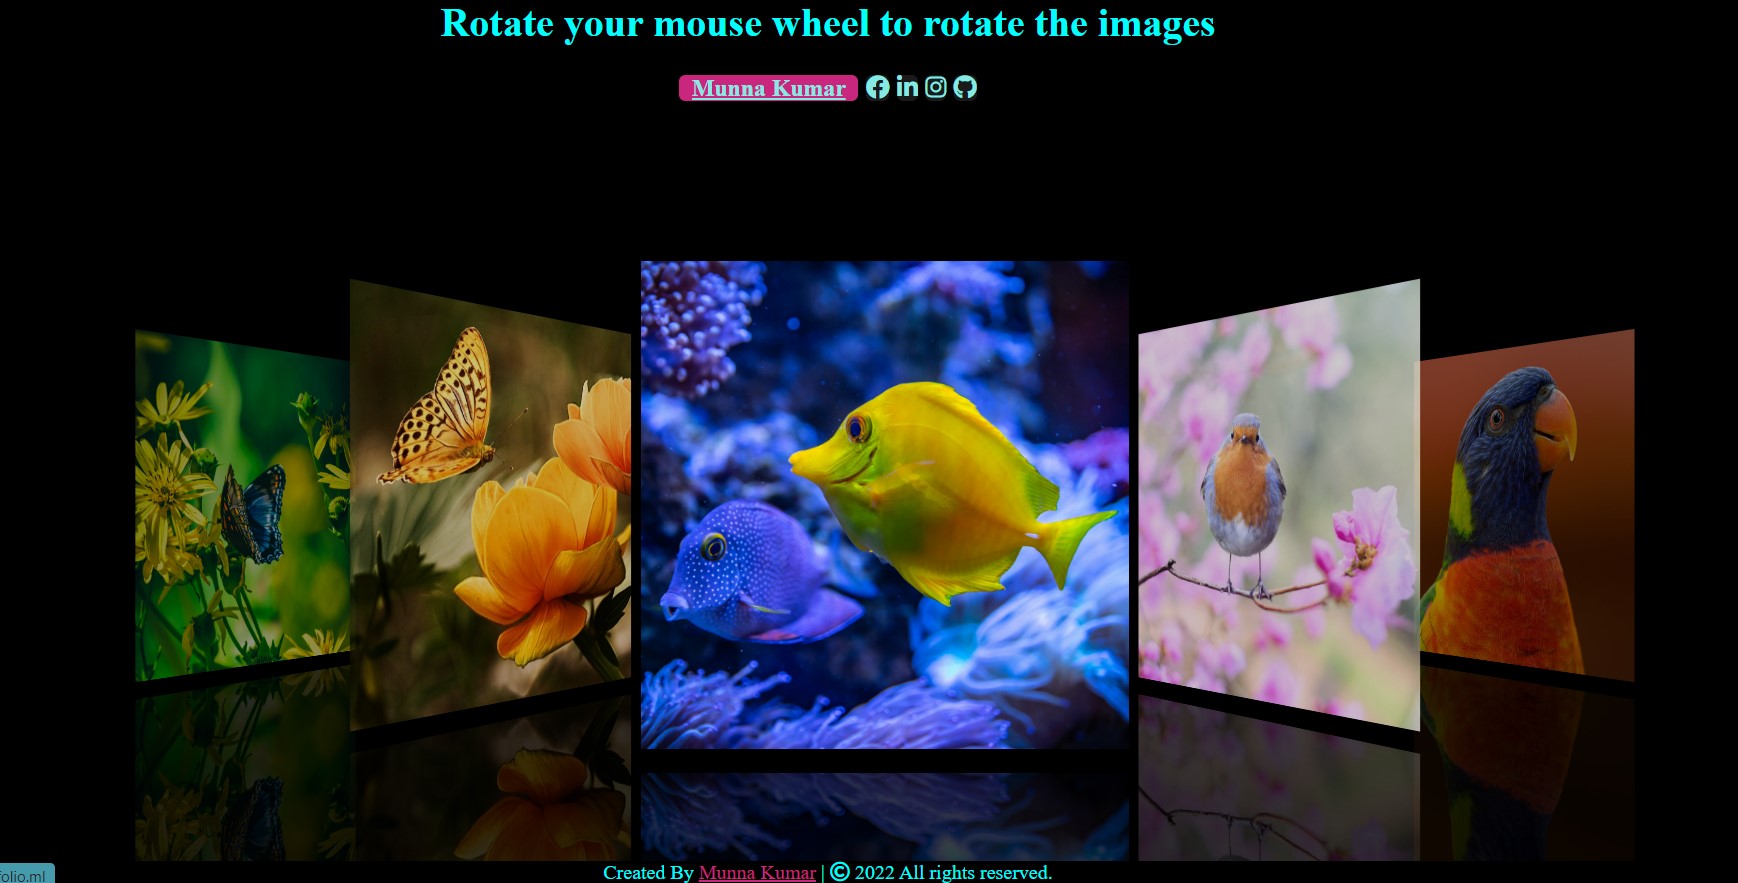 Rotate your mouse wheel to rotate the images
Munna Kumar
Created By Munna Kumar | © 2022 All rights reserved.
folio.ml